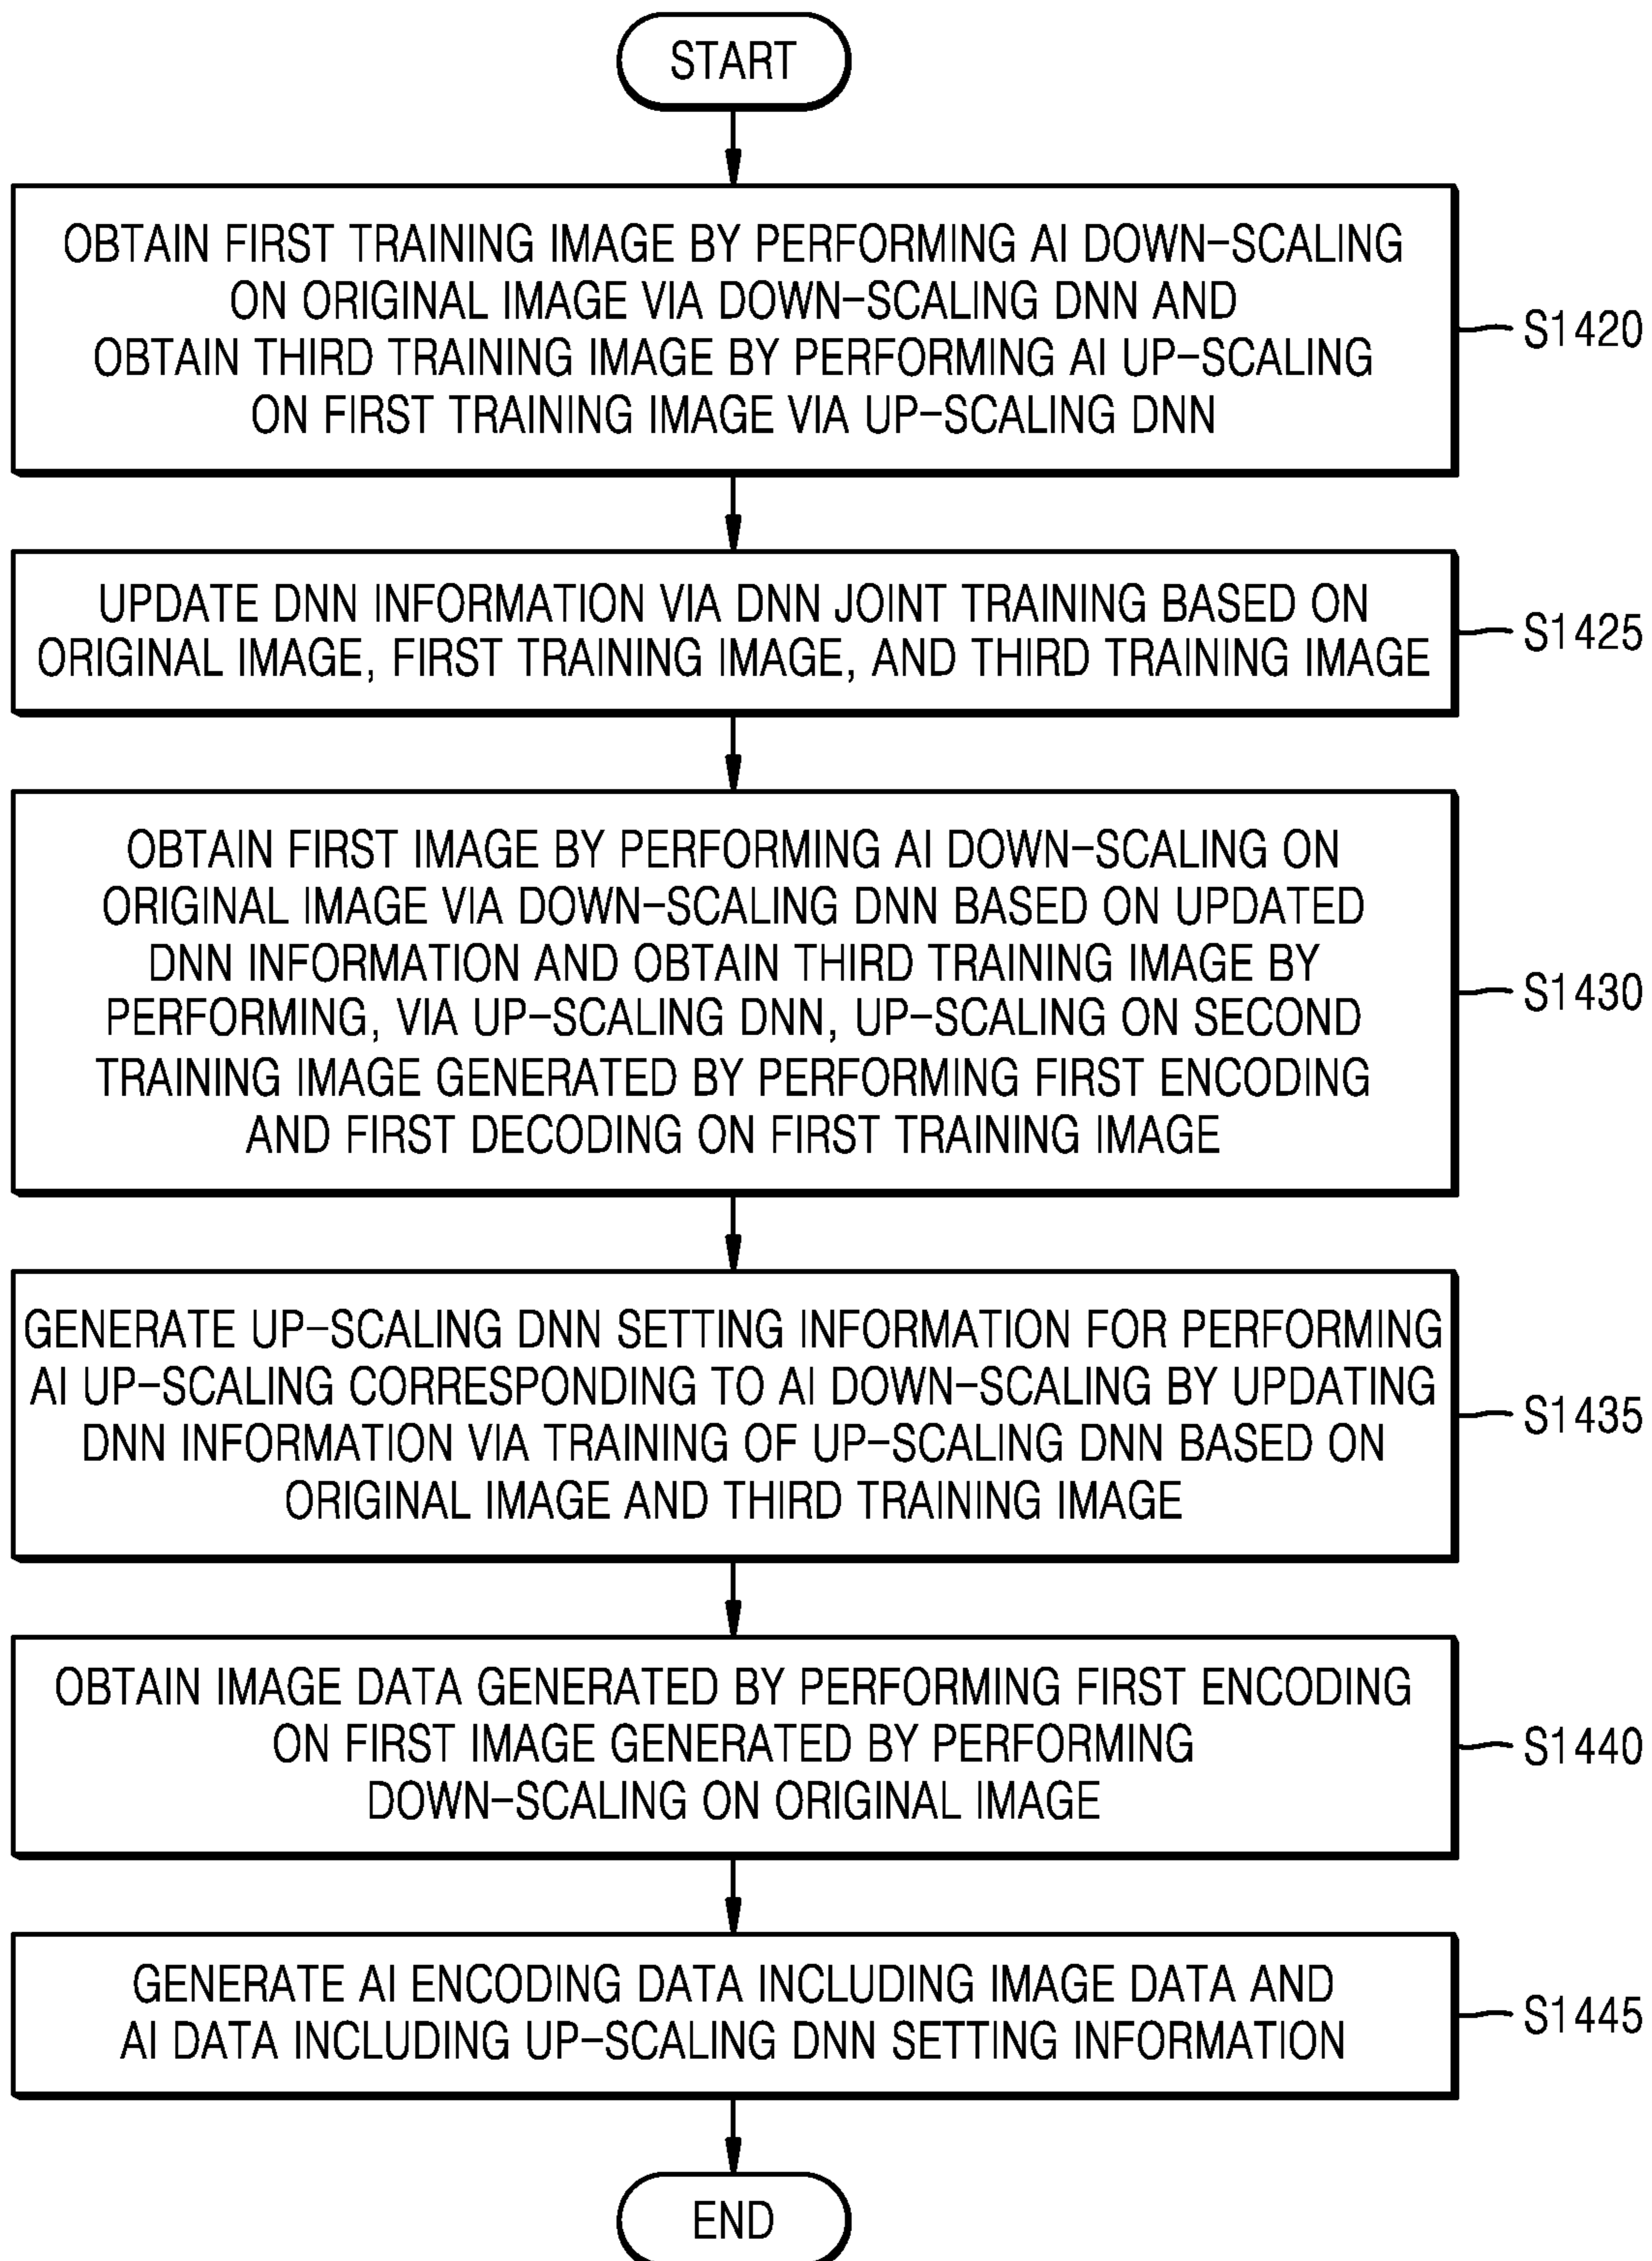 START
OBTAIN FIRST TRAINING IMAGE BY PERFORMING AI DOWN-SCALING
ON ORIGINAL IMAGE VIA DOWN-SCALING DNN AND
OBTAIN THIRD TRAINING IMAGE BY PERFORMING AI UP-SCALING
ON FIRST TRAINING IMAGE VIA UP-SCALING DNN
S1420
UPDATE DNN INFORMATION VIA DNN JOINT TRAINING BASED ON
ORIGINAL IMAGE, FIRST TRAINING IMAGE, AND THIRD TRAINING IMAGE
S1425
OBTAIN FIRST IMAGE BY PERFORMING AI DOWN-SCALING ON
ORIGINAL IMAGE VIA DOWN-SCALING DNN BASED ON UPDATED
DNN INFORMATION AND OBTAIN THIRD TRAINING IMAGE BY
PERFORMING, VIA UP-SCALING DNN, UP-SCALING ON SECOND
TRAINING IMAGE GENERATED BY PERFORMING FIRST ENCODING
AND FIRST DECODING ON FIRST TRAINING IMAGE
S1430
GENERATE UP-SCALING DNN SETTING INFORMATION FOR PERFORMING
AI UP-SCALING CORRESPONDING TO AI DOWN-SCALING BY UPDATING
DNN INFORMATION VIA TRAINING OF UP-SCALING DNN BASED ON
ORIGINAL IMAGE AND THIRD TRAINING IMAGE
S1435
OBTAIN IMAGE DATA GENERATED BY PERFORMING FIRST ENCODING
ON FIRST IMAGE GENERATED BY PERFORMING
DOWN-SCALING ON ORIGINAL IMAGE
S1440
GENERATE AI ENCODING DATA INCLUDING IMAGE DATA AND
AI DATA INCLUDING UP-SCALING DNN SETTING INFORMATION
S1445
END